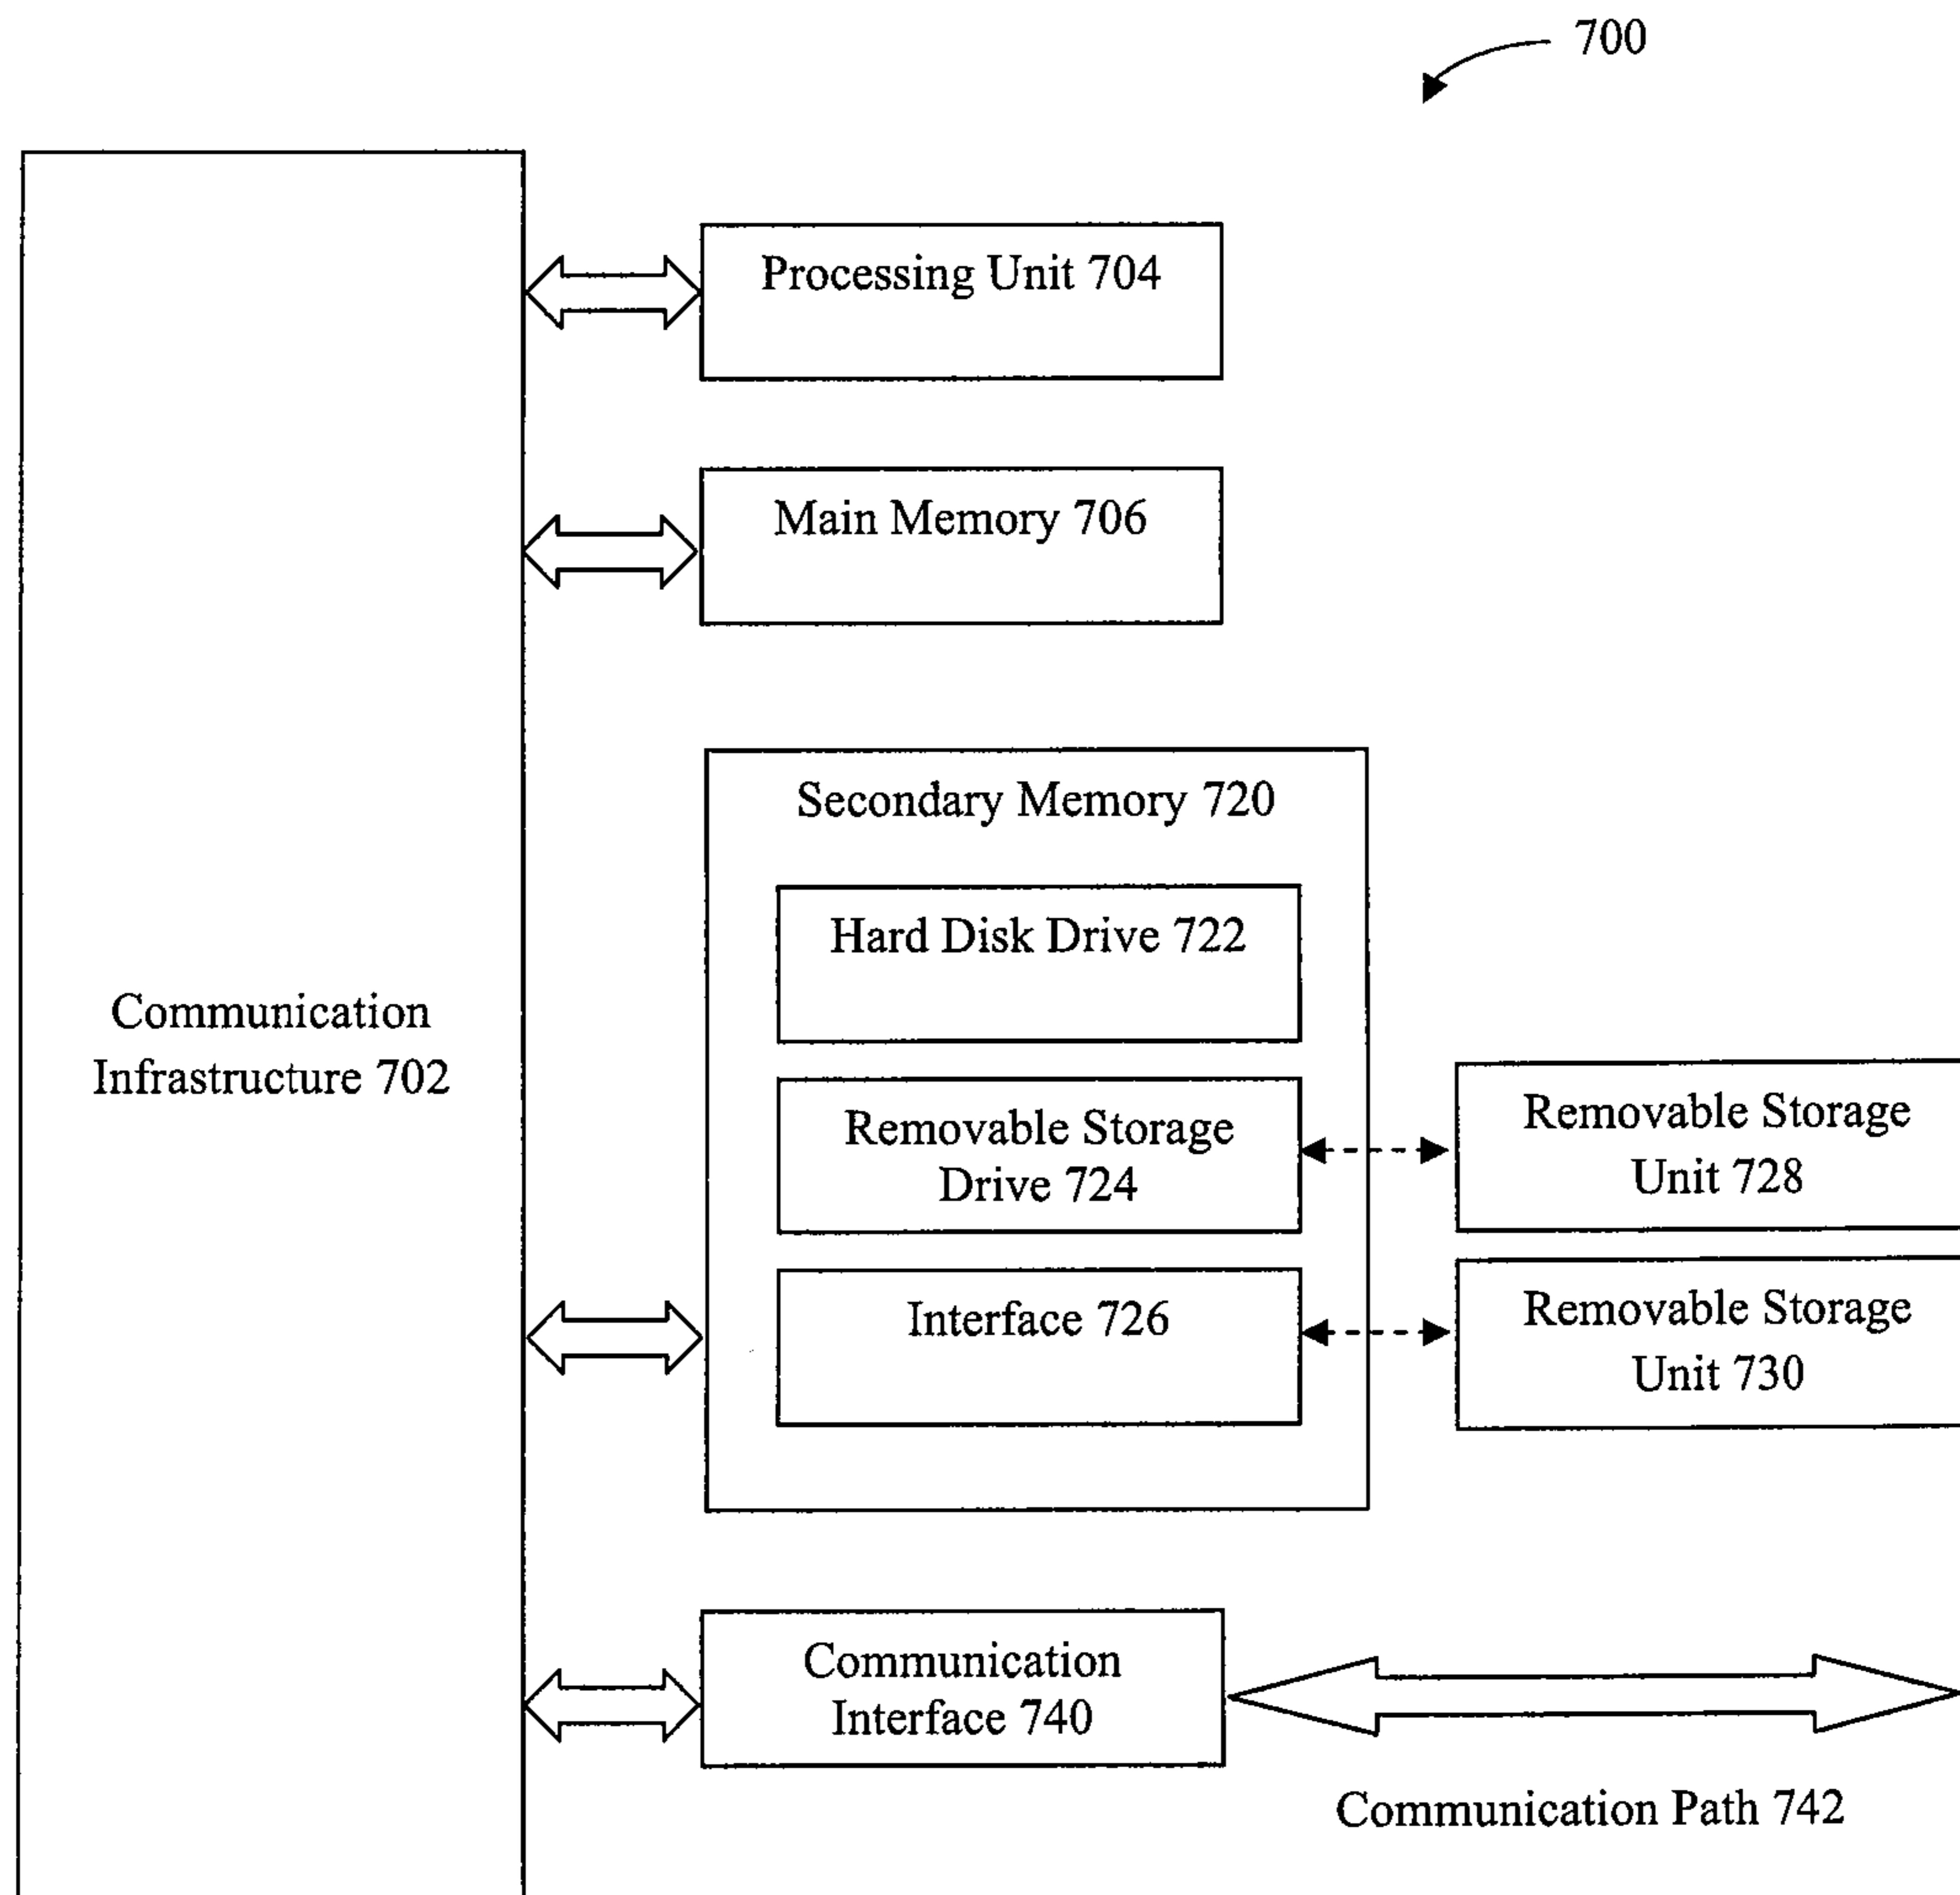 700
Processing Unit 704
Main Memory 706
Secondary Memory 720
Hard Disk Drive 722
Communication
Infrastructure 702
Removable Storage
Drive 724
Removable Storage
Unit 728
Interface 726
Removable Storage
Unit 730
Communication
Interface 740
Communication Path 742